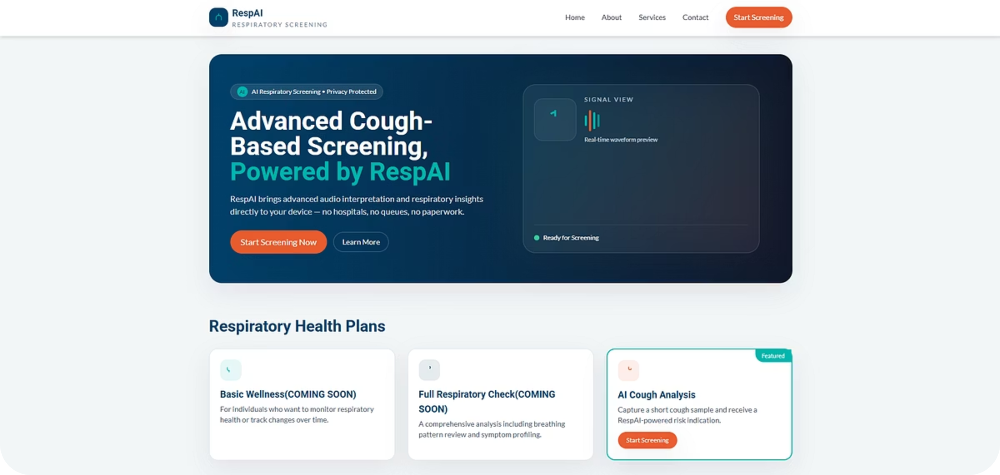 RespAI
RESPIRATORY SCREENING
Home
About
Services
Contact
Start Screening
AI
AI Respiratory Screening • Privacy Protected
Advanced Cough-
Based Screening,
Powered by RespAI
RespAI brings advanced audio interpretation and respiratory insights
directly to your device — no hospitals, no queues, no paperwork.
Start Screening Now
Learn More
SIGNAL VIEW
Real-time waveform preview
Ready for Screening
Respiratory Health Plans
Basic Wellness(COMING SOON)
For individuals who want to monitor respiratory
health or track changes over time.
Full Respiratory Check(COMING
SOON)
A comprehensive analysis including breathing
pattern review and symptom profiling.
Featured
AI Cough Analysis
Capture a short cough sample and receive a
RespAI-powered risk indication.
Start Screening